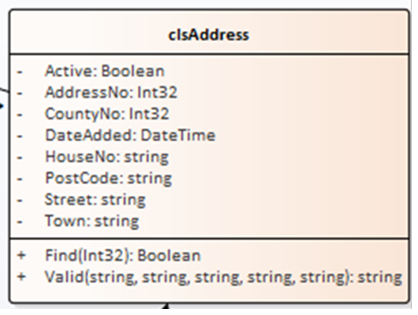 clsAddress
- Active: Boolean
- AddressNo: Int32
- CountyNo: Int32
- DateAdded: DateTime
- HouseNo: string
- PostCode: string
- Street: string
- Town: string
+ Find(Int32): Boolean
+ Valid(string, string, string, string, string): string